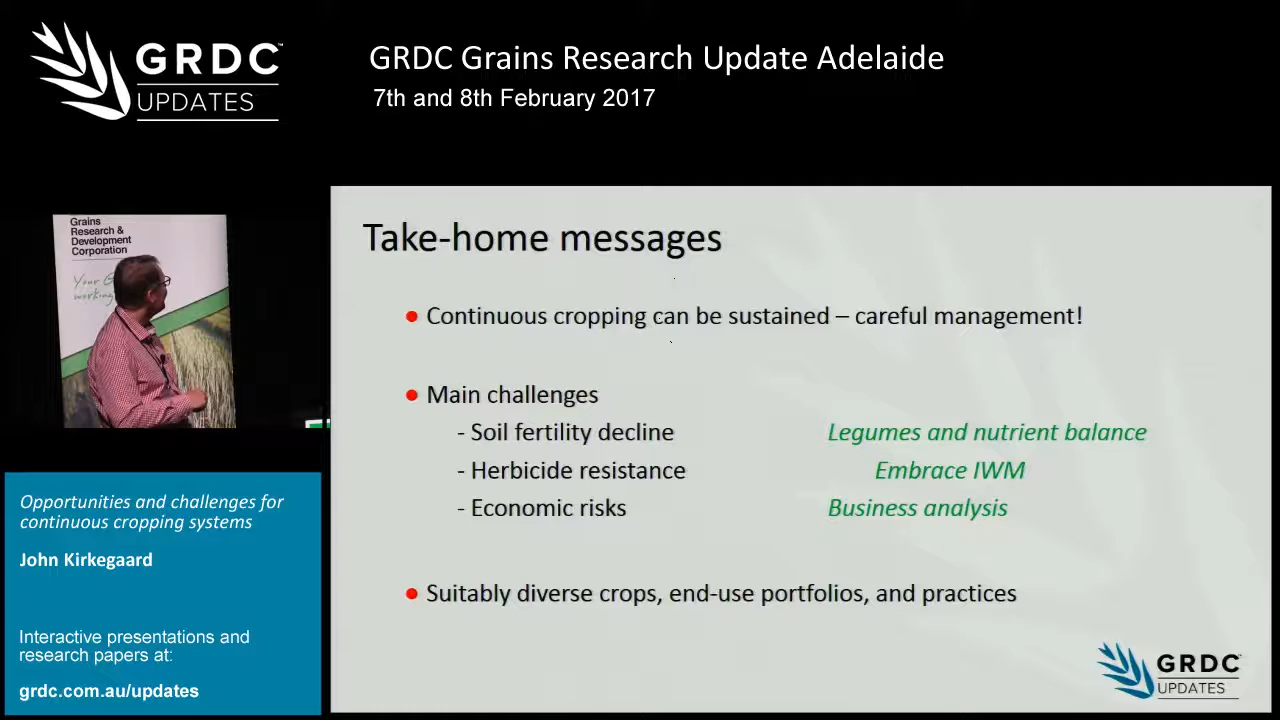 GRDC
UPDATES
GRDC Grains Research Update Adelaide
7th and 8th February 2017
Grains
Research &
Development
Corporation
Your G
working
Opportunities and challenges for
continuous cropping systems
John Kirkegaard
Interactive presentations and
research papers at:
grdc.com.au/updates
Take-home messages
● Continuous cropping can be sustained – careful management!
● Main challenges
- Soil fertility decline Legumes and nutrient balance
- Herbicide resistance Embrace IWM
- Economic risks Business analysis
● Suitably diverse crops, end-use portfolios, and practices
GRDC
UPDATES